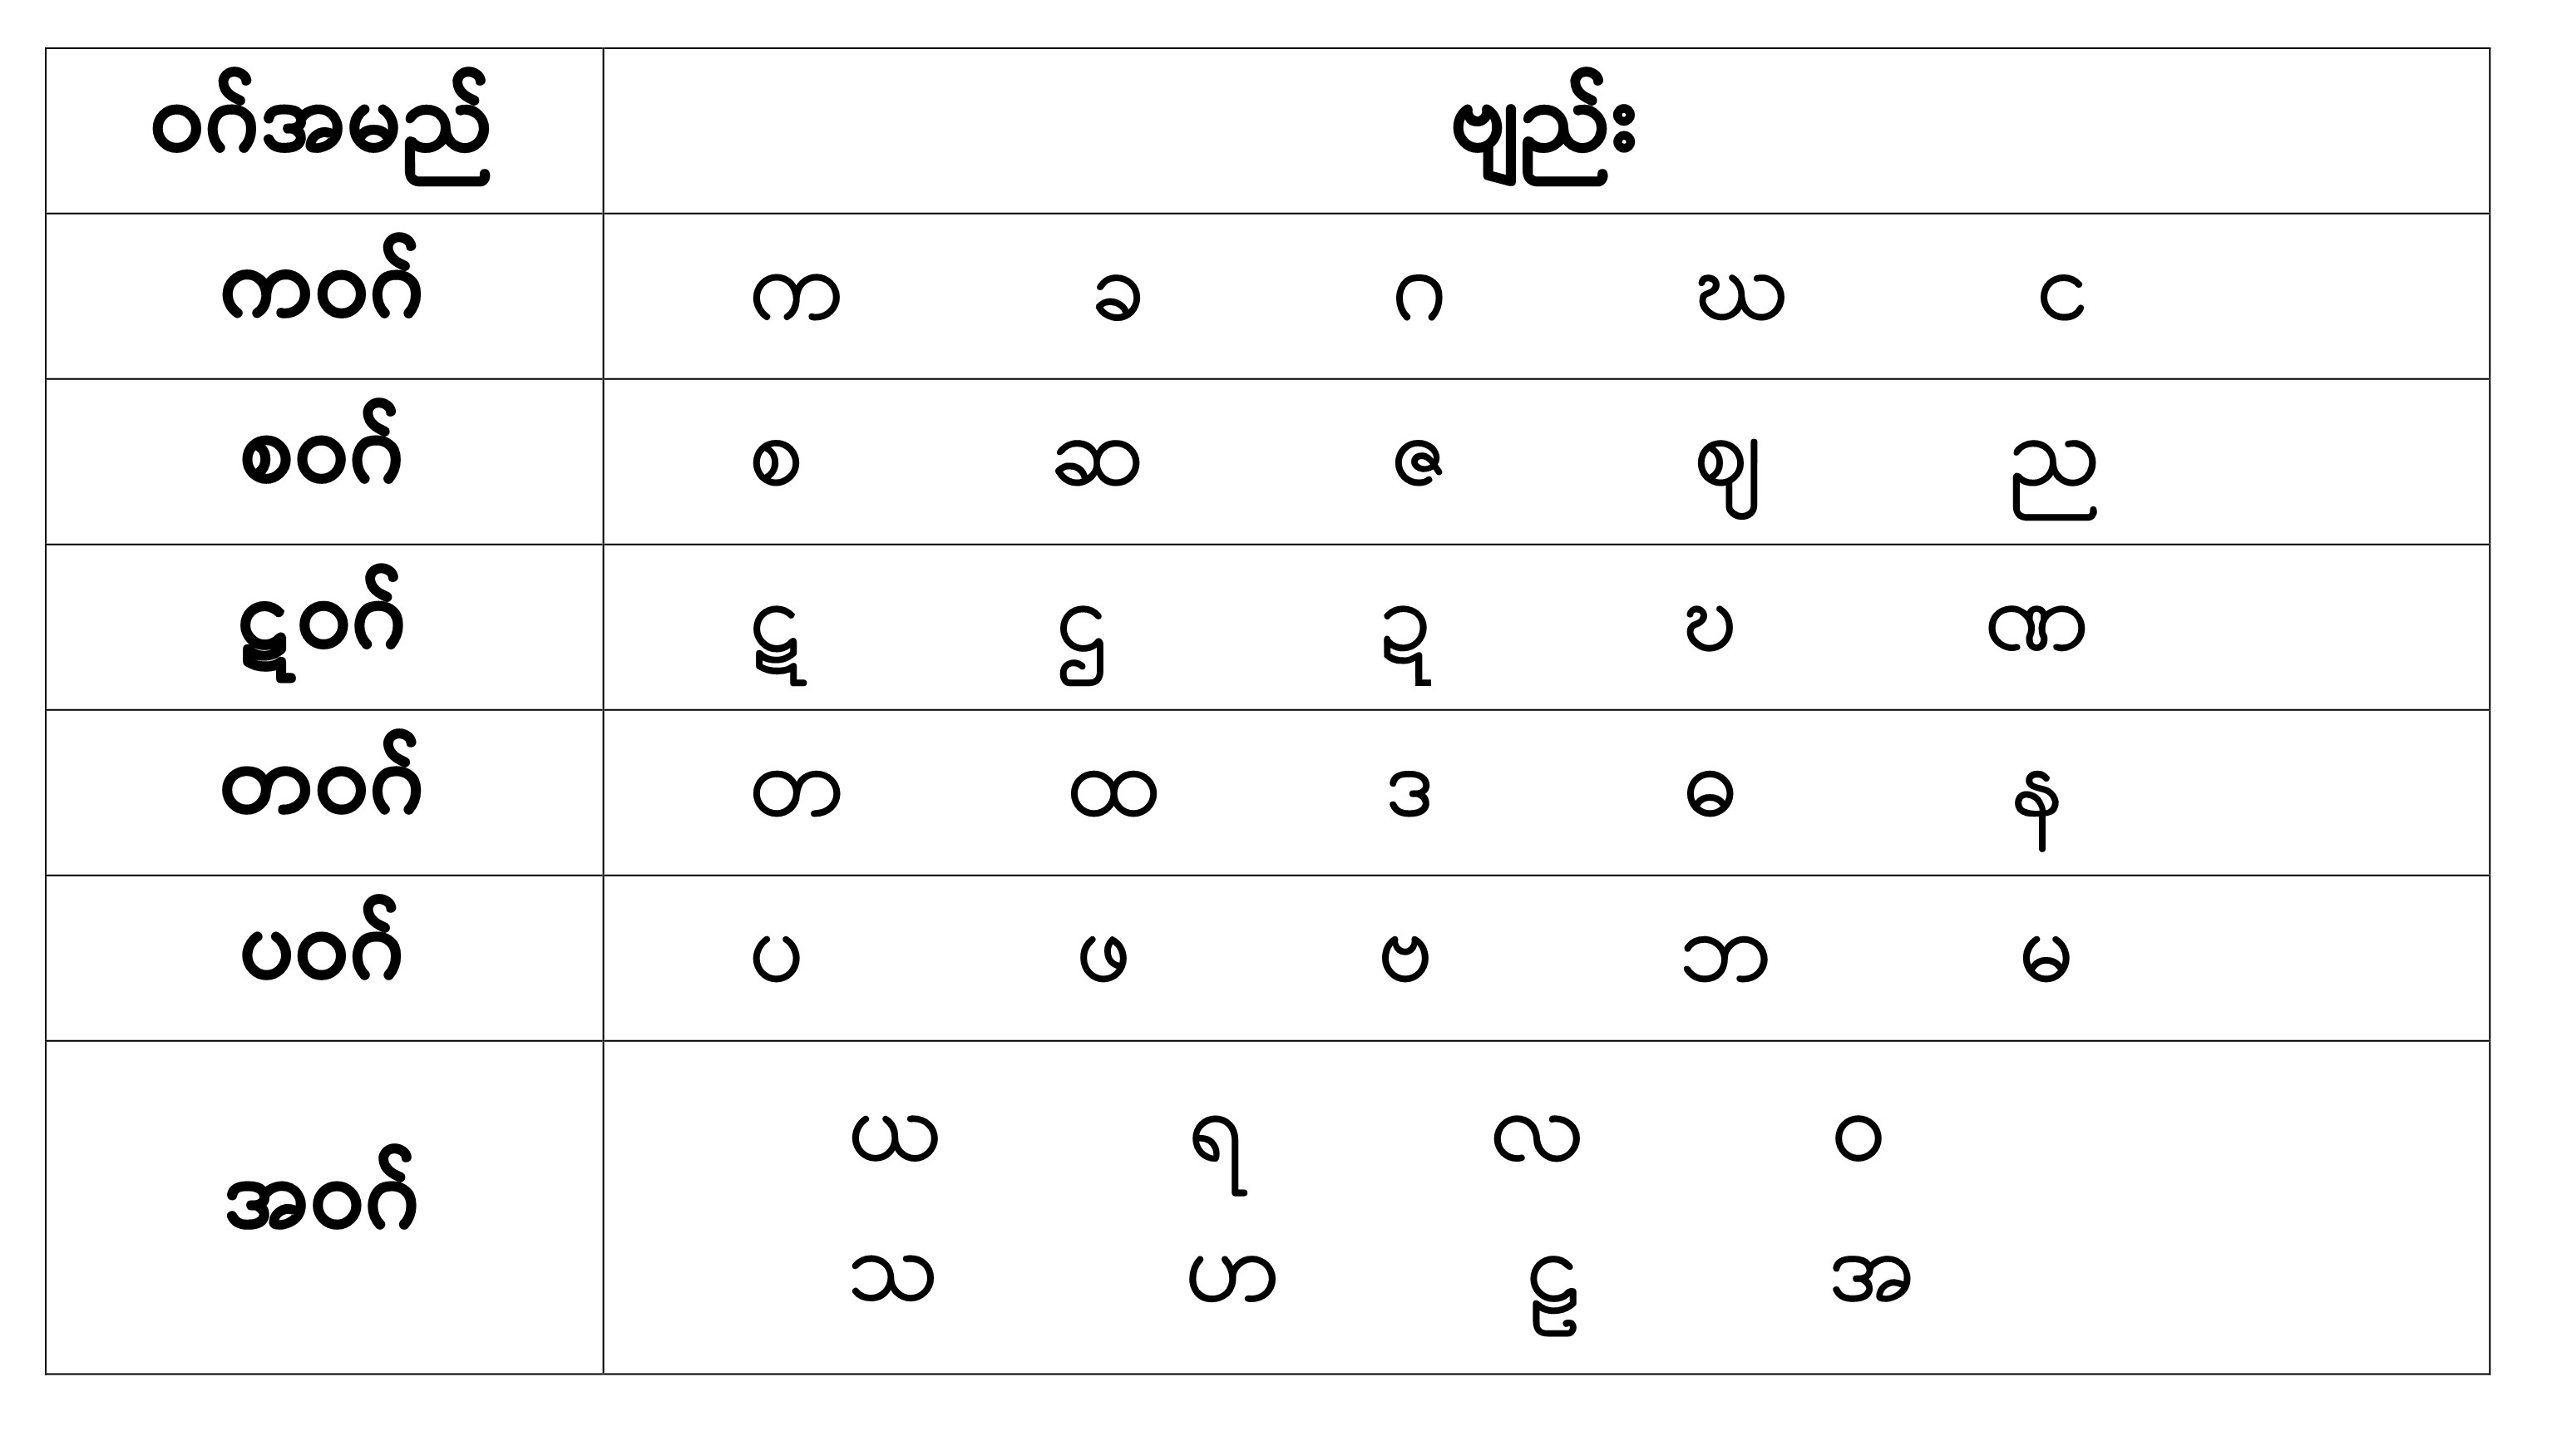 ဝဂ်အမည် ဗျည်း
ကဝဂ် က ခ ဂ ဃ င
စဝဂ် စ ဆ ဇ ဈ ည
ဋဝဂ် ဋ ဌ ဍ ဎ ဏ
တဝဂ် တ ထ ဒ ဓ န
ပဝဂ် ပ ဖ ဗ ဘ မ
အဝဂ် ယ ရ လ ဝ
သ ဟ ဠ အ